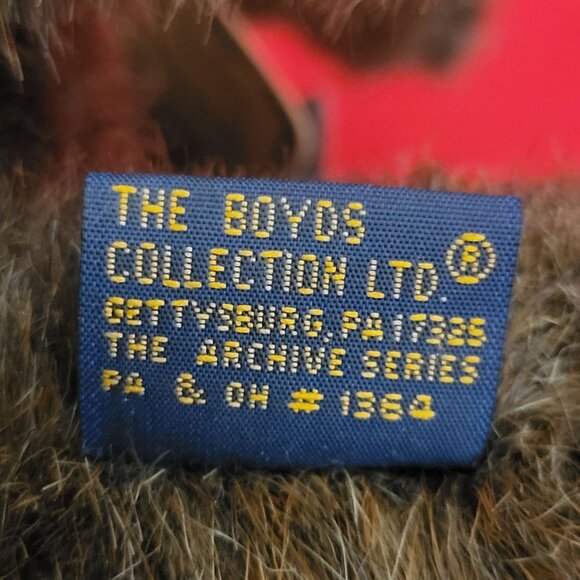 THE BOYDS
COLLECTION LTD.®
GETTYSBURG, PA 17325
THE ARCHIVE SERIES
PA & OH # 1364